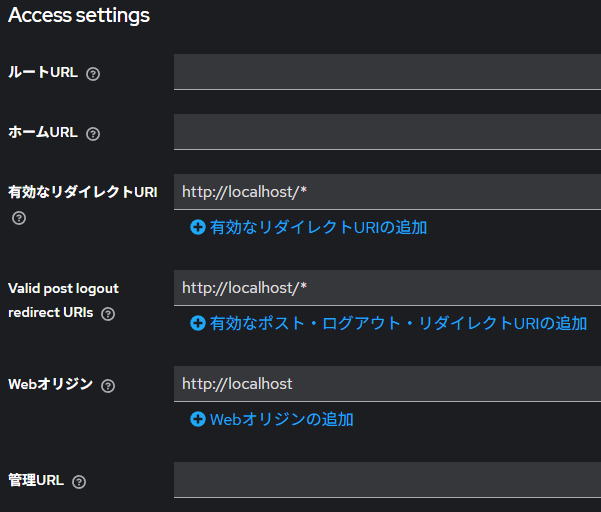 Access settings
ルートURL
ホームURL
有効なリダイレクトURI
http://localhost/*
有効なリダイレクトURIの追加
Valid post logout
redirect URIs
http://localhost/*
有効なポスト・ログアウト・リダイレクトURIの追加
Webオリジン
http://localhost
Webオリジンの追加
管理URL